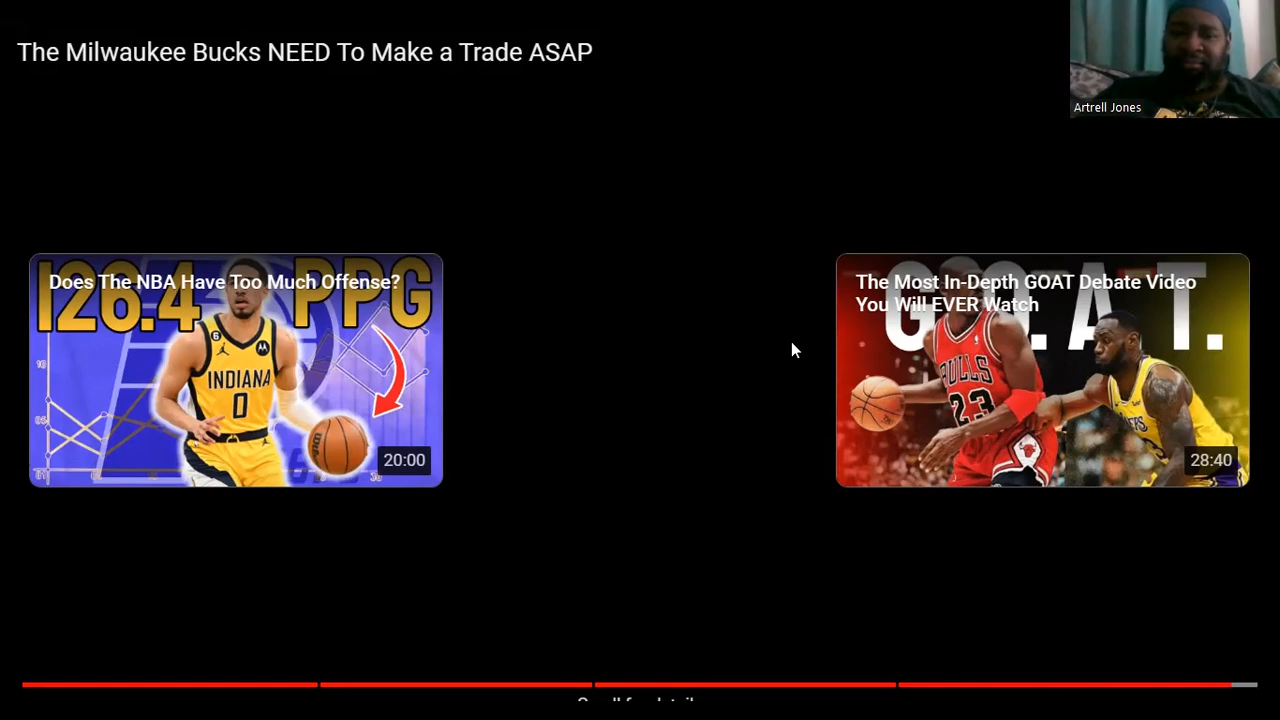 The Milwaukee Bucks NEED To Make a Trade ASAP
Artrell Jones
126.4 PPG
Does The NBA Have Too Much Offense?
6
INDIANA
0
20:00
G.O.A.T.
The Most In-Depth GOAT Debate Video
You Will EVER Watch
BULLS
23
28:40